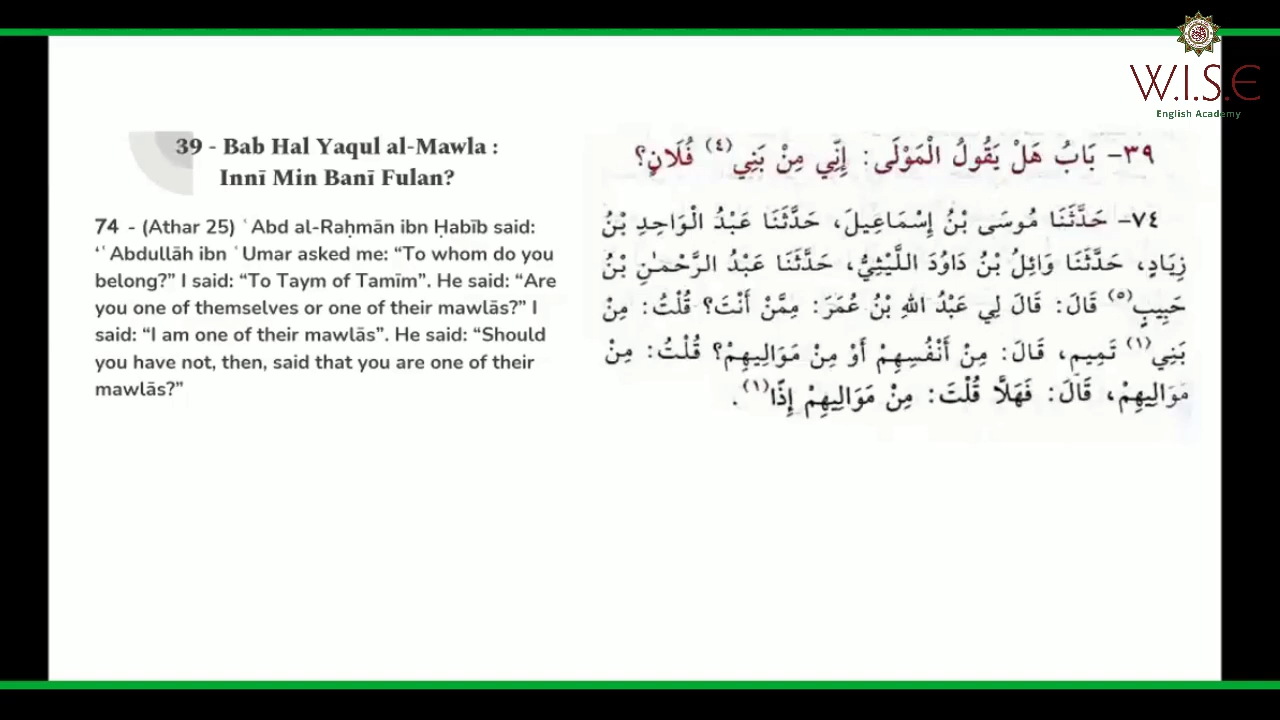 W.I.S.E
English Academy
39 - Bab Hal Yaqul al-Mawla :
Innī Min Banī Fulan?
74 - (Athar 25) ʿAbd al-Raḥmān ibn Ḥabīb said:
‘ʿAbdullāh ibn ʿUmar asked me: “To whom do you
belong?” I said: “To Taym of Tamīm”. He said: “Are
you one of themselves or one of their mawlās?” I
said: “I am one of their mawlās”. He said: “Should
you have not, then, said that you are one of their
mawlās?”
٣٩- بَابُ هَلْ يَقُولُ الْمَوْلَى: إِنِّي مِنْ بَنِي (٤) فُلَانٍ؟
٧٤- حَدَّثَنَا مُوسَى بْنُ إِسْمَاعِيلَ، حَدَّثَنَا عَبْدُ الْوَاحِدِ بْنُ
زِيَادٍ، حَدَّثَنَا وَائِلُ بْنُ دَاوُدَ اللَّيْثِيُّ، حَدَّثَنَا عَبْدُ الرَّحْمٰنِ بْنُ
حَبِيبٍ (٥) قَالَ: قَالَ لِي عَبْدُ اللهِ بْنُ عُمَرَ: مِمَّنْ أَنْتَ؟ قُلْتُ: مِنْ
بَنِي (١) تَمِيمٍ، قَالَ: مِنْ أَنْفُسِهِمْ أَوْ مِنْ مَوَالِيهِمْ؟ قُلْتُ: مِنْ
مَوَالِيهِمْ، قَالَ: فَهَلَّا قُلْتَ: مِنْ مَوَالِيهِمْ إِذًا (١).